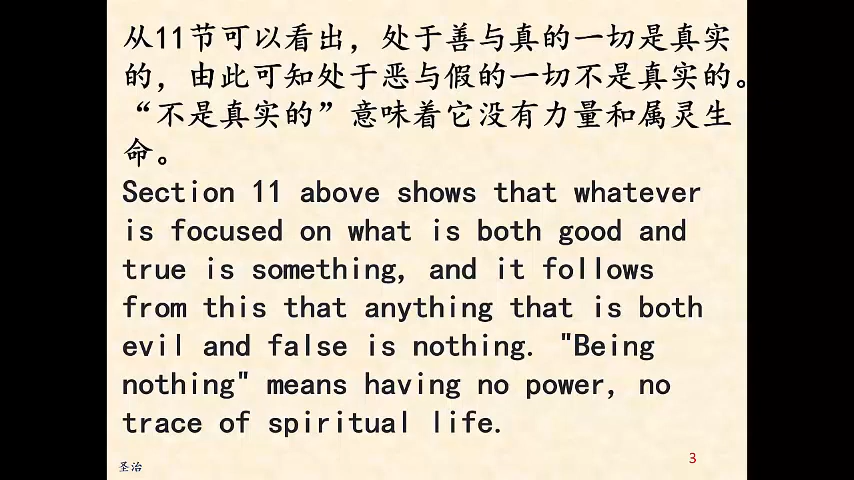 从11节可以看出，处于善与真的一切是真实
的，由此可知处于恶与假的一切不是真实的。
“不是真实的”意味着它没有力量和属灵生
命。
Section 11 above shows that whatever
is focused on what is both good and
true is something, and it follows
from this that anything that is both
evil and false is nothing. "Being
nothing" means having no power, no
trace of spiritual life.
圣治
3